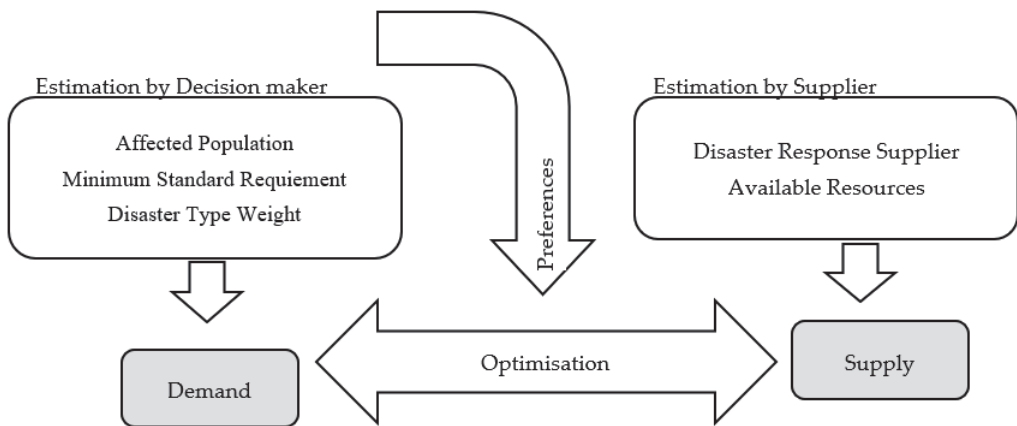 Estimation by Decision maker
Affected Population
Minimum Standard Requiement
Disaster Type Weight
Preferences
Estimation by Supplier
Disaster Response Supplier
Available Resources
Demand
Optimisation
Supply